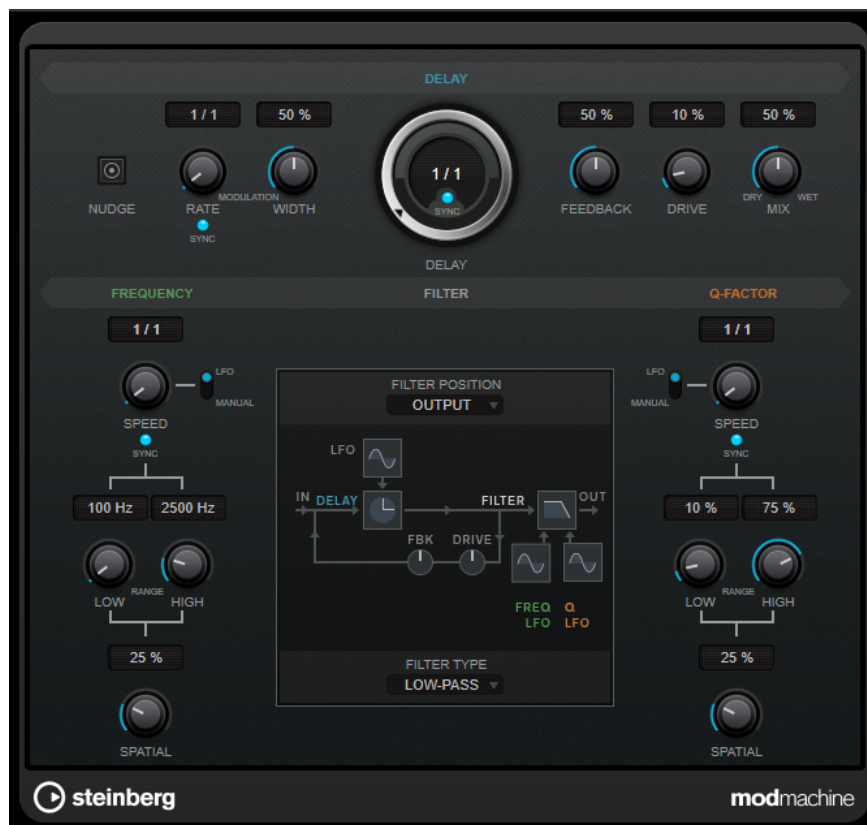 DELAY
1 / 1
50 %
50 %
10 %
50 %
1 / 1
SYNC
NUDGE
RATE
MODULATION
WIDTH
FEEDBACK
DRIVE
DRY
MIX
WET
SYNC
DELAY
FREQUENCY
FILTER
Q-FACTOR
1 / 1
1 / 1
LFO
MANUAL
LFO
MANUAL
SPEED
SYNC
SPEED
SYNC
FILTER POSITION
OUTPUT
LFO
IN
DELAY
FILTER
OUT
FBK
DRIVE
FREQ LFO
Q LFO
FILTER TYPE
LOW-PASS
100 Hz
2500 Hz
10 %
75 %
LOW
RANGE
HIGH
LOW
RANGE
HIGH
25 %
25 %
SPATIAL
SPATIAL
steinberg
modmachine